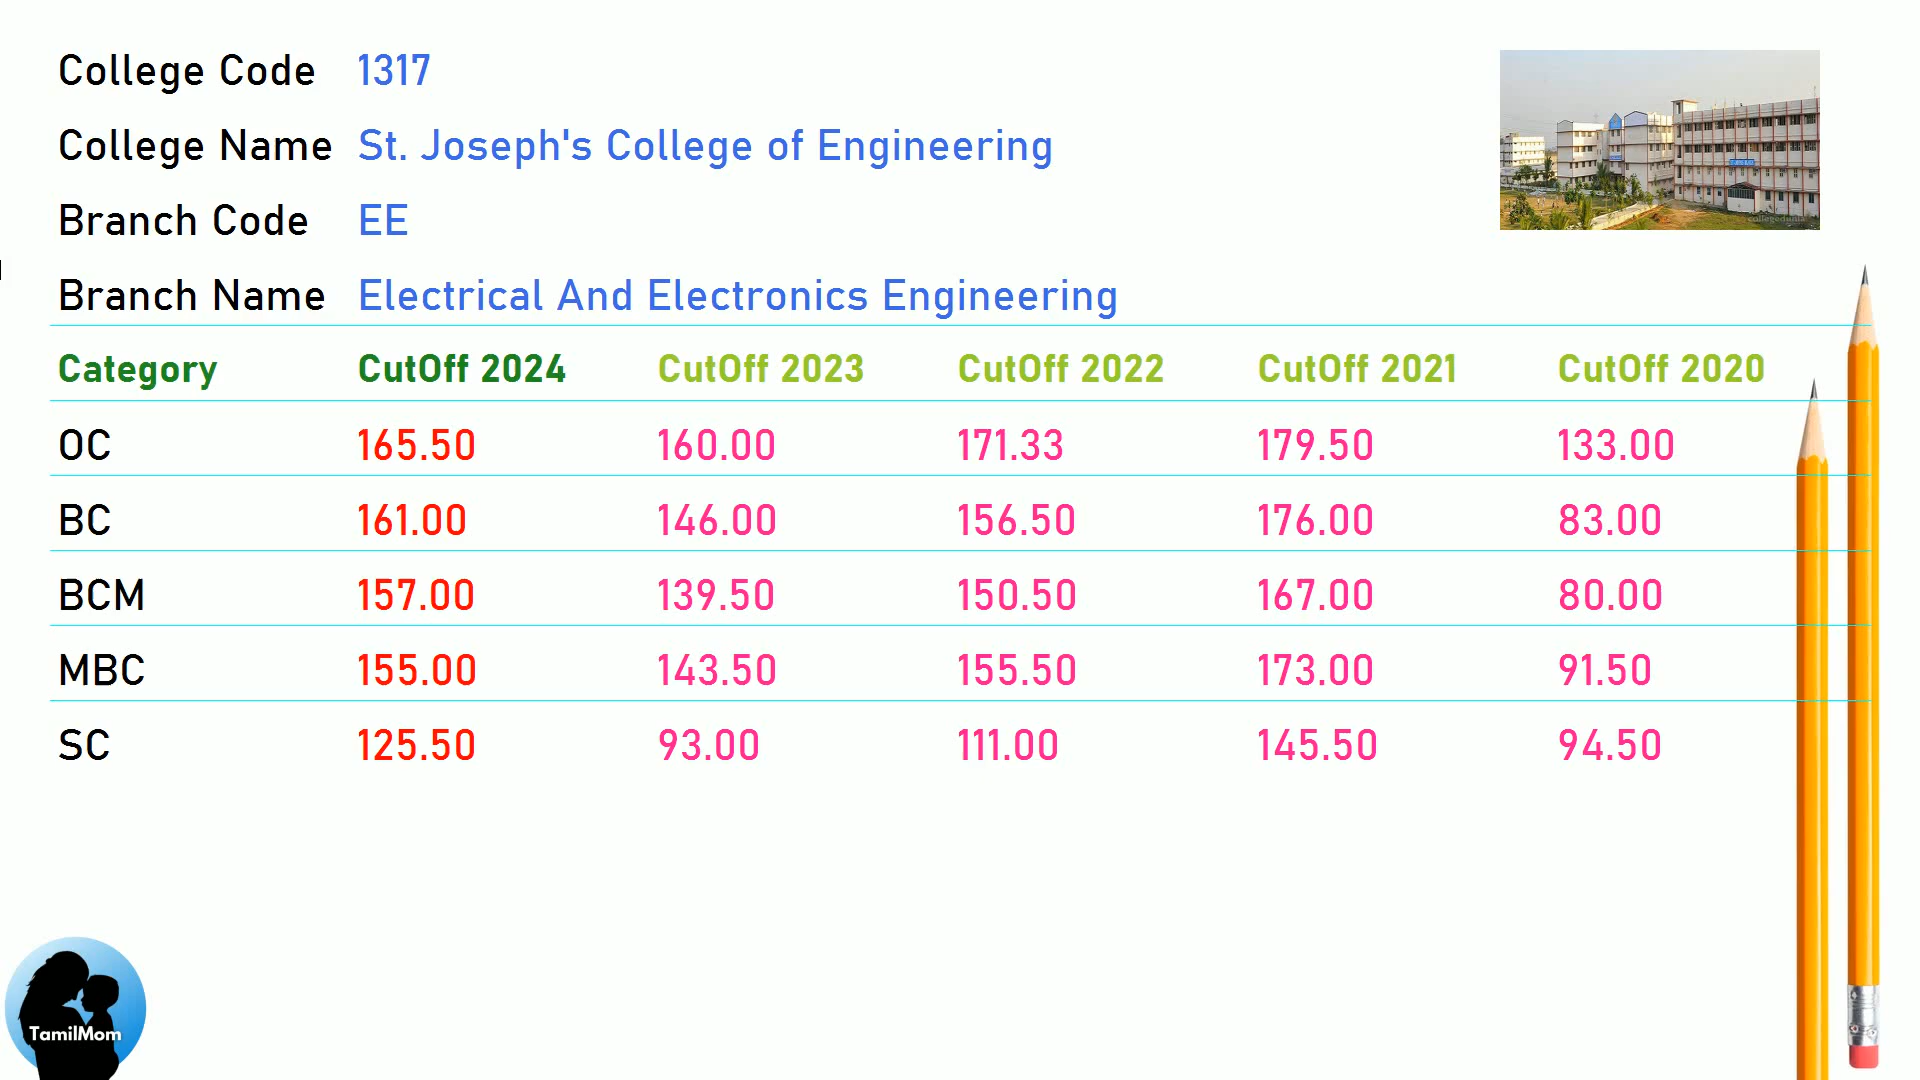 College Code 1317
College Name St. Joseph's College of Engineering
Branch Code EE
Branch Name Electrical And Electronics Engineering
Category CutOff 2024 CutOff 2023 CutOff 2022 CutOff 2021 CutOff 2020
OC 165.50 160.00 171.33 179.50 133.00
BC 161.00 146.00 156.50 176.00 83.00
BCM 157.00 139.50 150.50 167.00 80.00
MBC 155.00 143.50 155.50 173.00 91.50
SC 125.50 93.00 111.00 145.50 94.50
TamilMom